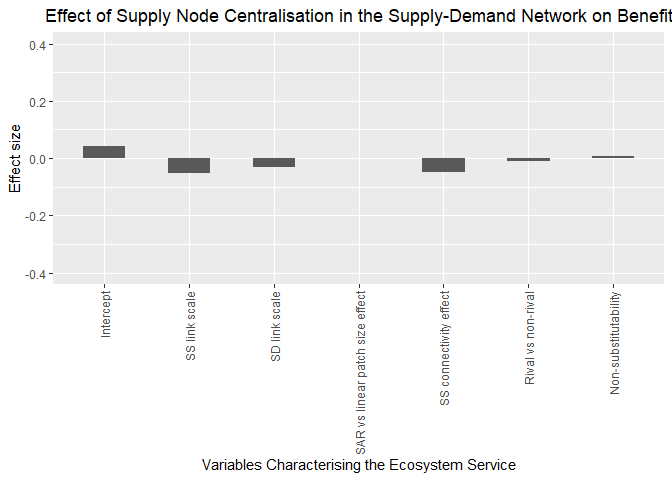 Effect of Supply Node Centralisation in the Supply-Demand Network on Benefit
0.4
0.2
0.0
-0.2
-0.4
Effect size
Intercept
SS link scale
SD link scale
SAR vs linear patch size effect
SS connectivity effect
Rival vs non-rival
Non-substitutability
Variables Characterising the Ecosystem Service